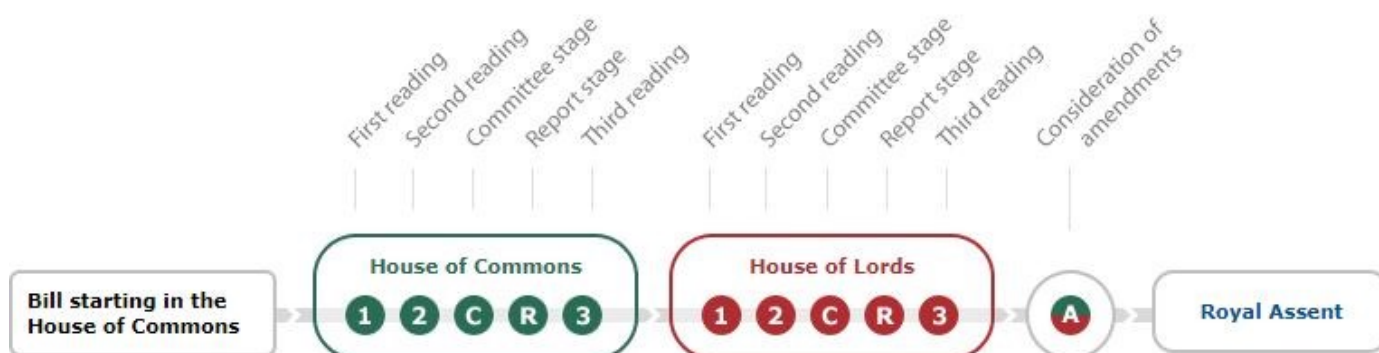 First reading
Second reading
Committee stage
Report stage
Third reading
First reading
Second reading
Committee stage
Report stage
Third reading
Consideration of
amendments
Bill starting in the
House of Commons
House of Commons
1 2 C R 3
House of Lords
1 2 C R 3
A
Royal Assent